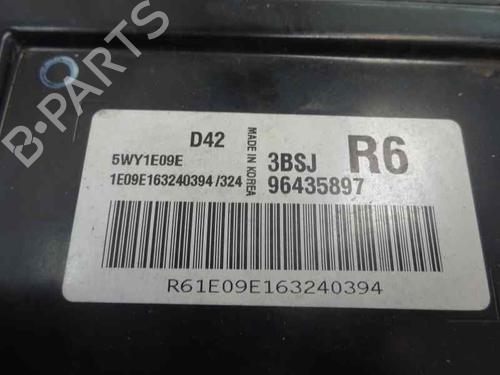 B-PARTS
D42
5WY1E09E
1E09E163240394 /324
MADE IN KOREA
3BSJ
R6
96435897
R61E09E163240394